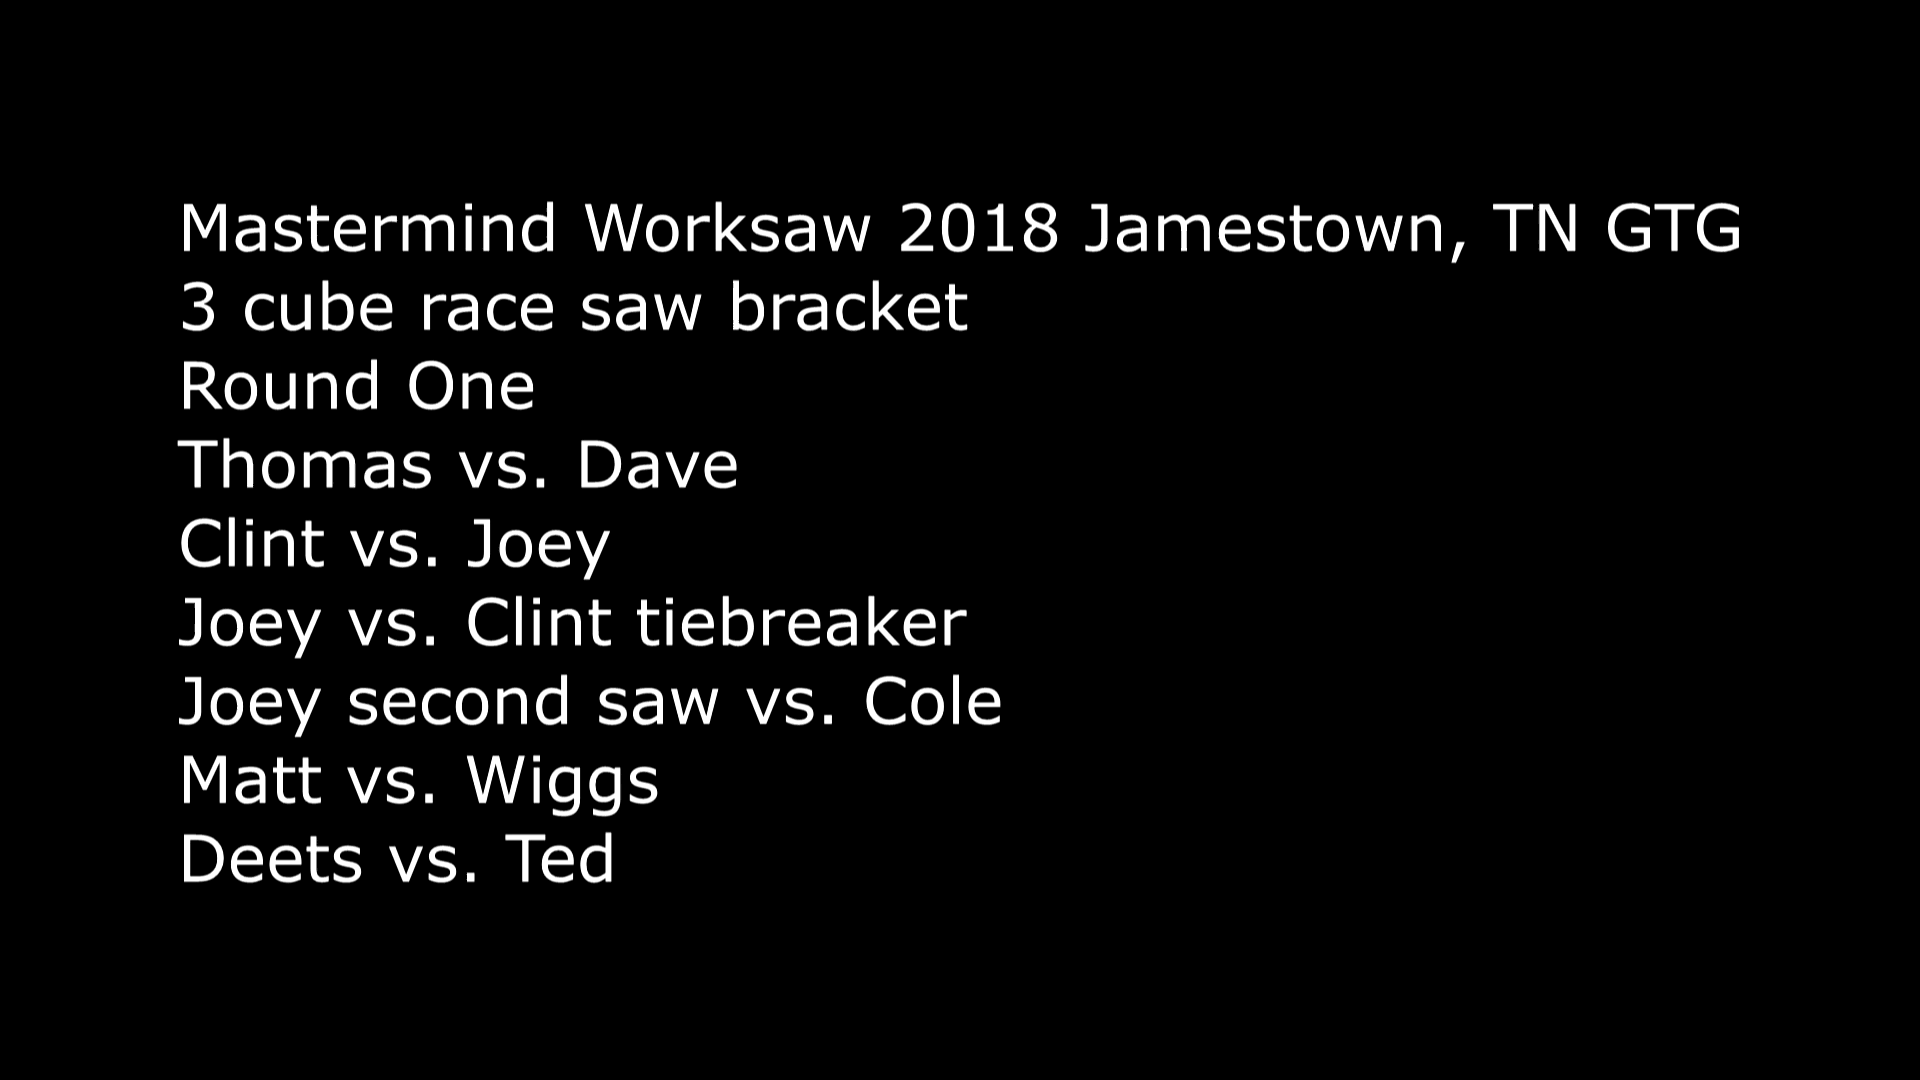 Mastermind Worksaw 2018 Jamestown, TN GTG
3 cube race saw bracket
Round One
Thomas vs. Dave
Clint vs. Joey
Joey vs. Clint tiebreaker
Joey second saw vs. Cole
Matt vs. Wiggs
Deets vs. Ted